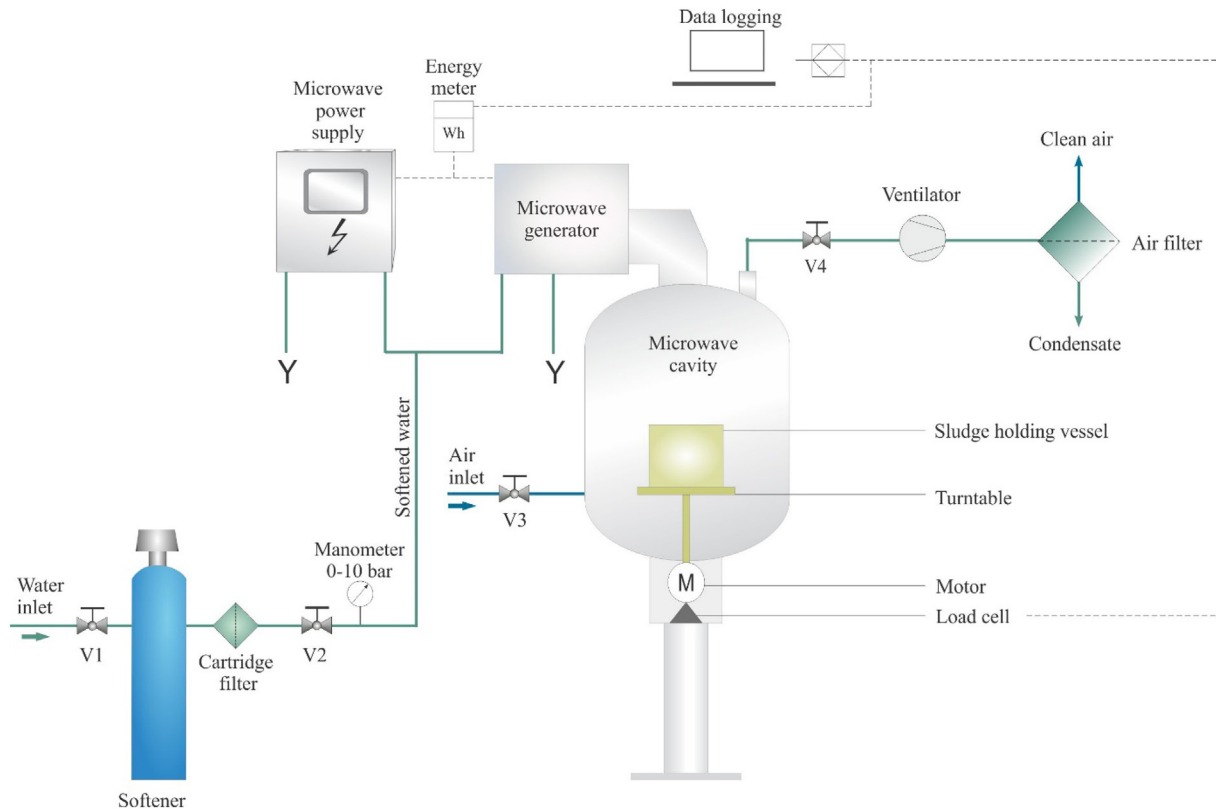 Data logging
Energy
meter
Wh
Microwave
power
supply
Microwave
generator
Clean air
Ventilator
Air filter
V4
Condensate
Y
Y
Microwave
cavity
Sludge holding vessel
Softened water
Air
inlet
V3
Turntable
Manometer
0-10 bar
Water
inlet
M
Motor
Load cell
V1
V2
Cartridge
filter
Softener